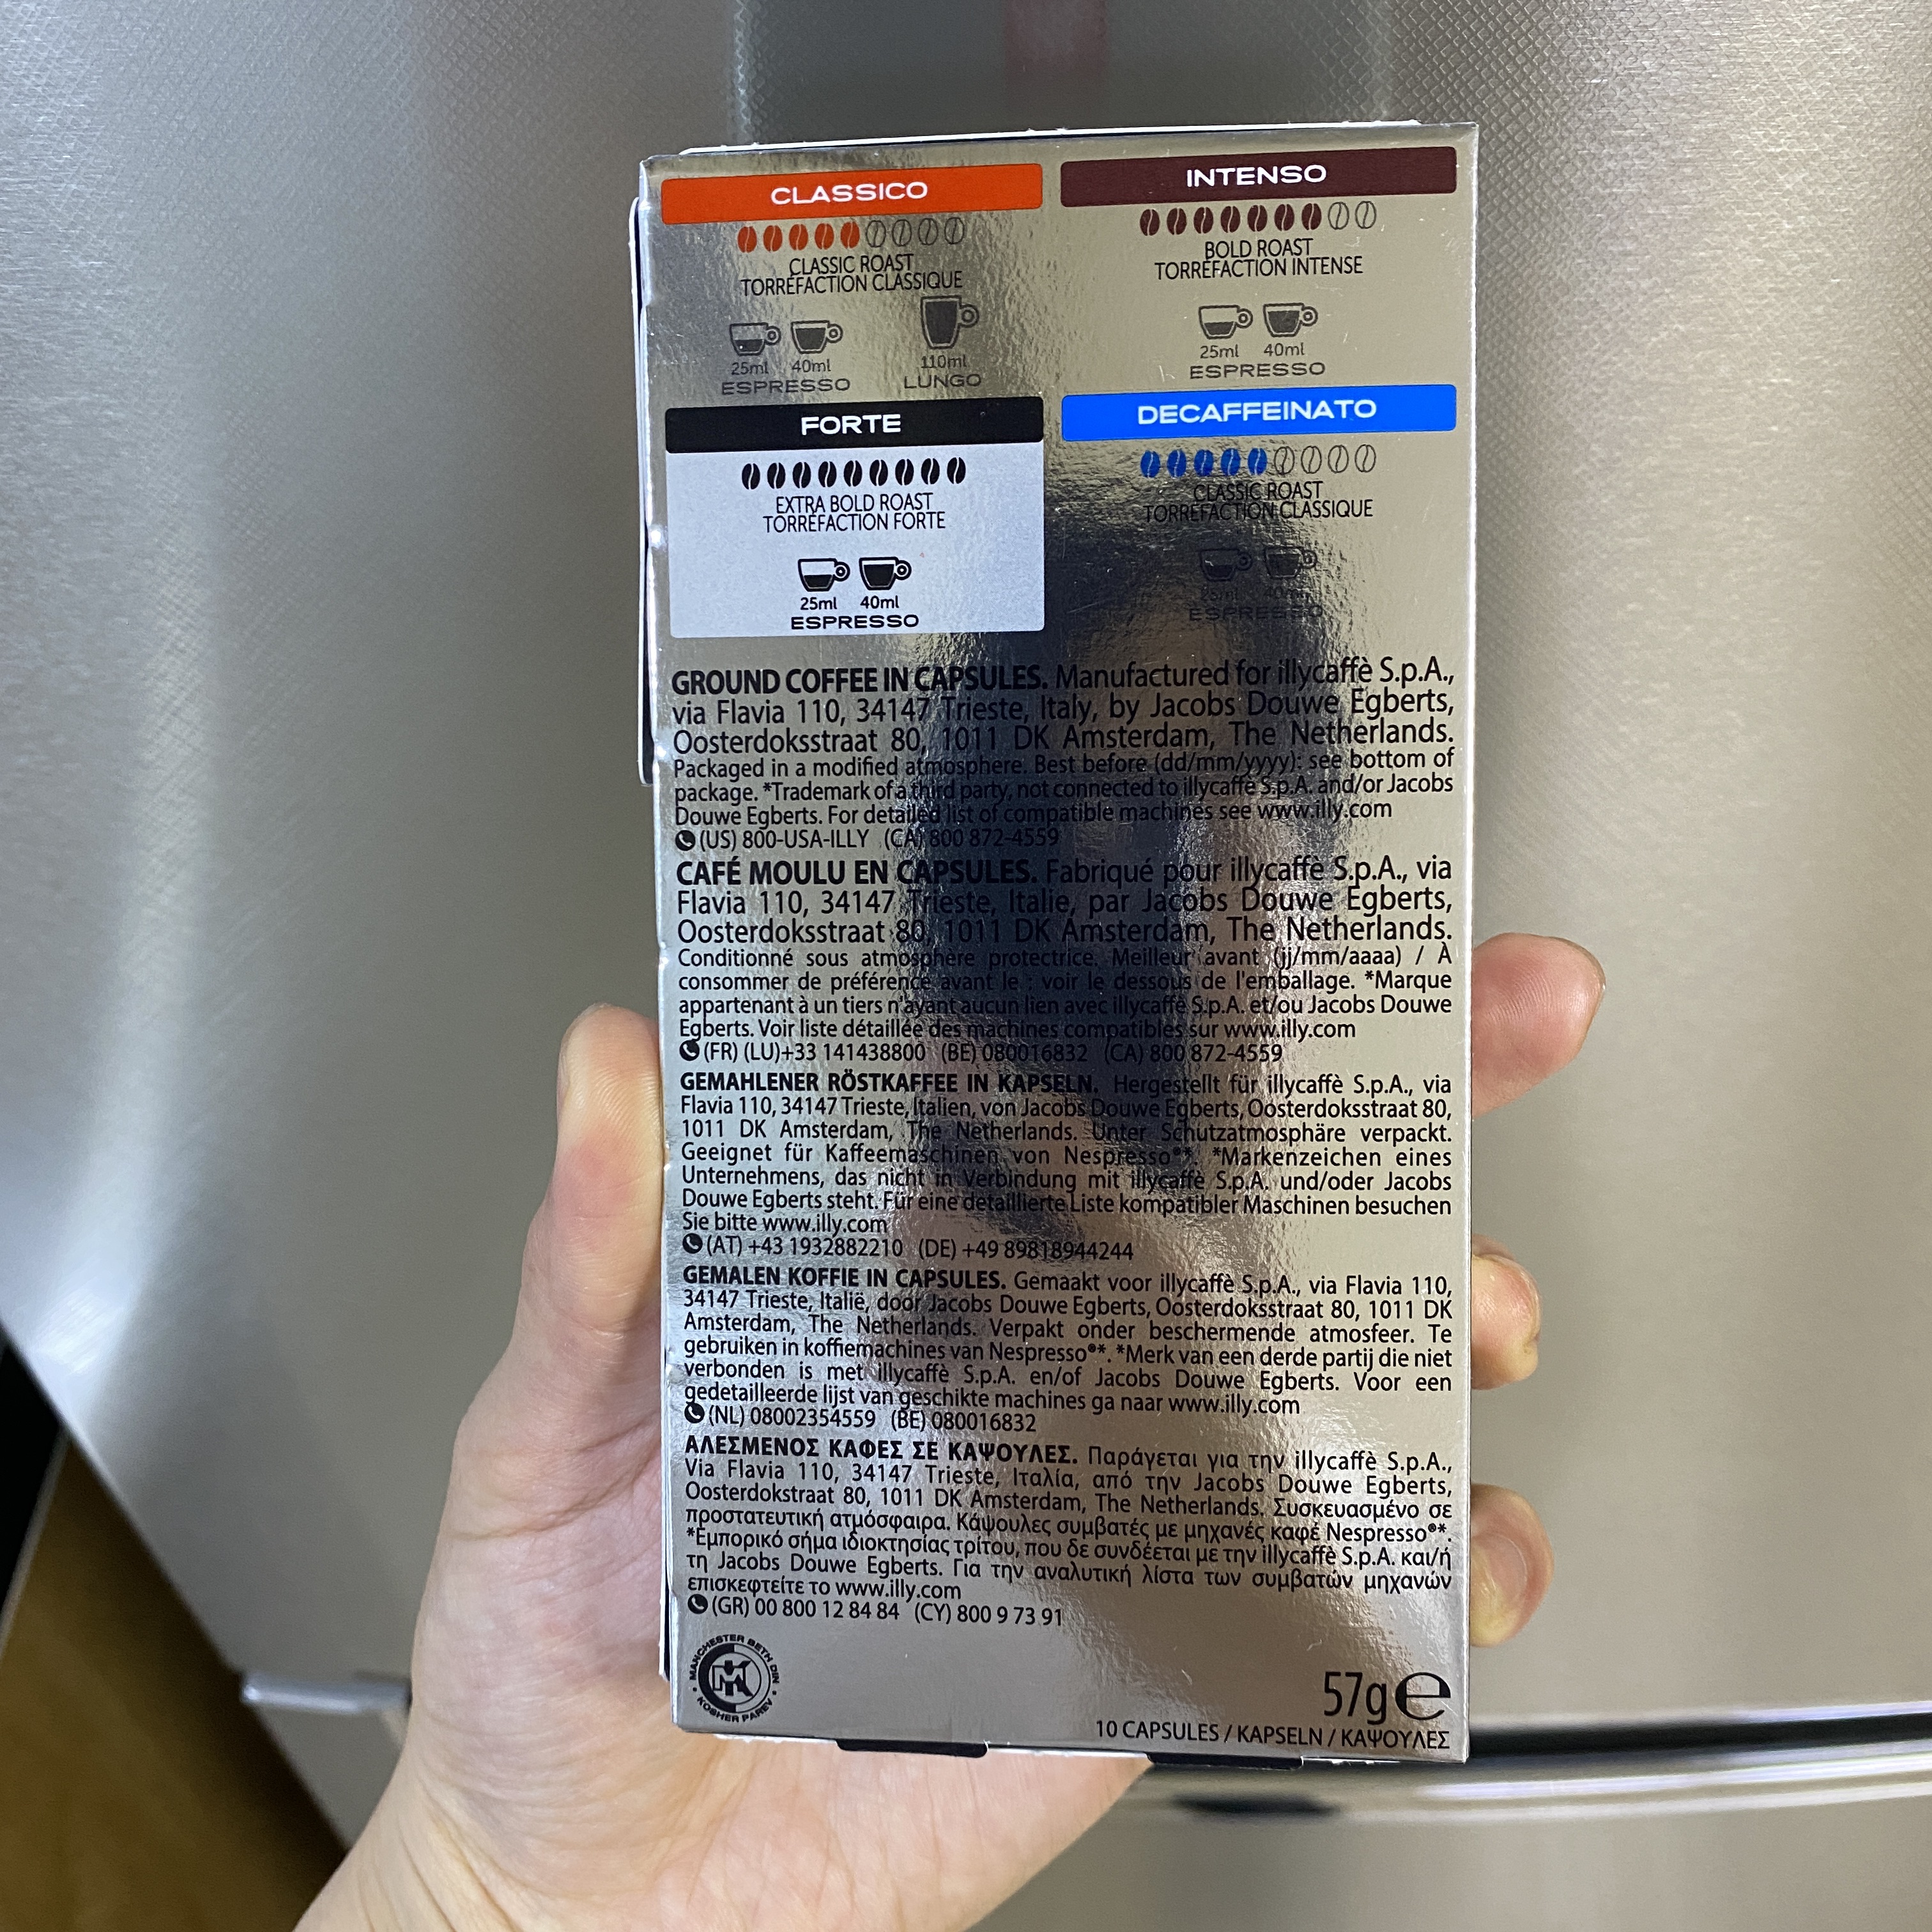 CLASSICO
CLASSIC ROAST
TORRÉFACTION CLASSIQUE
25ml 40ml 110ml
ESPRESSO LUNGO
INTENSO
BOLD ROAST
TORRÉFACTION INTENSE
25ml 40ml
ESPRESSO
FORTE
EXTRA BOLD ROAST
TORRÉFACTION FORTE
25ml 40ml
ESPRESSO
DECAFFEINATO
CLASSIC ROAST
TORRÉFACTION CLASSIQUE
25ml 40ml
ESPRESSO
GROUND COFFEE IN CAPSULES. Manufactured for illycaffè S.p.A.,
via Flavia 110, 34147 Trieste, Italy, by Jacobs Douwe Egberts,
Oosterdoksstraat 80, 1011 DK Amsterdam, The Netherlands.
Packaged in a modified atmosphere. Best before (dd/mm/yyyy): see bottom of
package. *Trademark of a third party, not connected to illycaffè S.p.A. and/or Jacobs
Douwe Egberts. For detailed list of compatible machines see www.illy.com
(US) 800-USA-ILLY (CA) 800 872-4559
CAFÉ MOULU EN CAPSULES. Fabriqué pour illycaffè S.p.A., via
Flavia 110, 34147 Trieste, Italie, par Jacobs Douwe Egberts,
Oosterdoksstraat 80, 1011 DK Amsterdam, The Netherlands.
Conditionné sous atmosphère protectrice. Meilleur avant (jj/mm/aaaa) / À
consommer de préférence avant le : voir le dessous de l'emballage. *Marque
appartenant à un tiers n'ayant aucun lien avec illycaffè S.p.A. et/ou Jacobs Douwe
Egberts. Voir liste détaillée des machines compatibles sur www.illy.com
(FR) (LU)+33 141438800 (BE) 080016832 (CA) 800 872-4559
GEMAHLENER RÖSTKAFFEE IN KAPSELN. Hergestellt für illycaffè S.p.A., via
Flavia 110, 34147 Trieste, Italien, von Jacobs Douwe Egberts, Oosterdoksstraat 80,
1011 DK Amsterdam, The Netherlands. Unter Schutzatmosphäre verpackt.
Geeignet für Kaffeemaschinen von Nespresso®*. *Markenzeichen eines
Unternehmens, das nicht in Verbindung mit illycaffè S.p.A. und/oder Jacobs
Douwe Egberts steht. Für eine detaillierte Liste kompatibler Maschinen besuchen
Sie bitte www.illy.com
(AT) +43 1932882210 (DE) +49 89818944244
GEMALEN KOFFIE IN CAPSULES. Gemaakt voor illycaffè S.p.A., via Flavia 110,
34147 Trieste, Italië, door Jacobs Douwe Egberts, Oosterdoksstraat 80, 1011 DK
Amsterdam, The Netherlands. Verpakt onder beschermende atmosfeer. Te
gebruiken in koffiemachines van Nespresso®*. *Merk van een derde partij die niet
verbonden is met illycaffè S.p.A. en/of Jacobs Douwe Egberts. Voor een
gedetailleerde lijst van geschikte machines ga naar www.illy.com
(NL) 08002354559 (BE) 080016832
ΑΛΕΣΜΕΝΟΣ ΚΑΦΕΣ ΣΕ ΚΑΨΟΥΛΕΣ. Παράγεται για την illycaffè S.p.A.,
Via Flavia 110, 34147 Trieste, Ιταλία, από την Jacobs Douwe Egberts,
Oosterdokstraat 80, 1011 DK Amsterdam, The Netherlands. Συσκευασμένο σε
προστατευτική ατμόσφαιρα. Κάψουλες συμβατές με μηχανές καφέ Nespresso®*.
*Εμπορικό σήμα ιδιοκτησίας τρίτου, που δε συνδέεται με την illycaffè S.p.A. και/ή
τη Jacobs Douwe Egberts. Για την αναλυτική λίστα των συμβατών μηχανών
επισκεφτείτε το www.illy.com
(GR) 00 800 12 84 84 (CY) 800 9 73 91
MANCHESTER BETH DIN
MK
KOSHER PAREV
57g e
10 CAPSULES / KAPSELN / ΚΑΨΟΥΛΕΣ